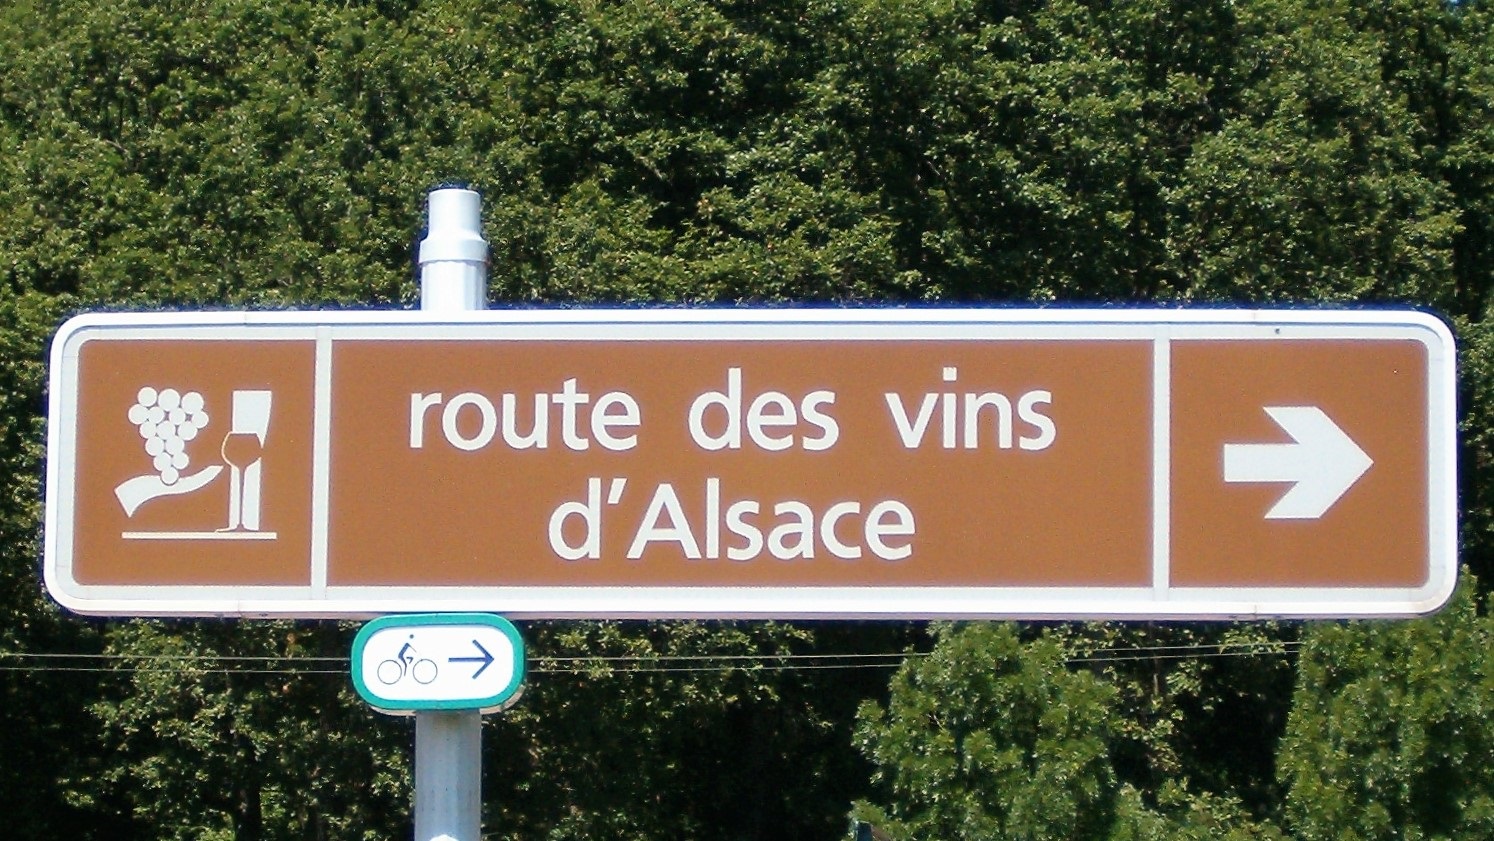 route des vins
d'Alsace